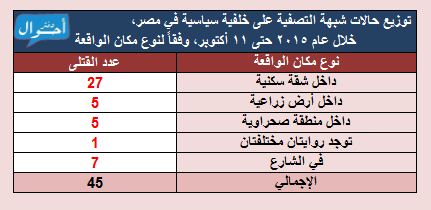 دفتر
أحوال
توزيع حالات شبهة التصفية على خلفية سياسية في مصر،
خلال عام ٢٠١٥ حتى ١١ أكتوبر، وفقاً لنوع مكان الواقعة
نوع مكان الواقعة عدد القتلى
داخل شقة سكنية 27
داخل أرض زراعية 5
داخل منطقة صحراوية 5
توجد روايتان مختلفتان 1
في الشارع 7
الإجمالي 45